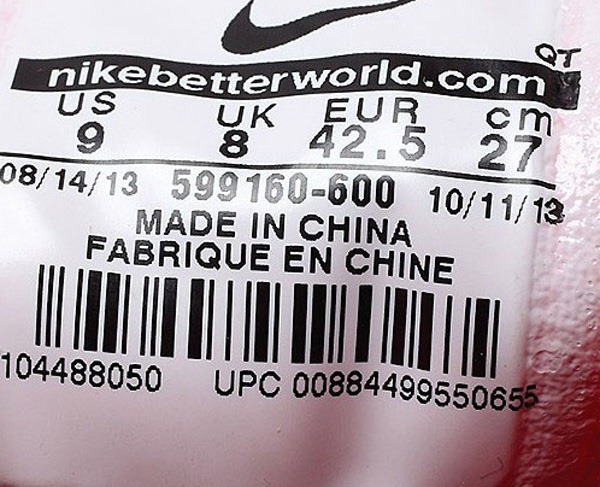 QT
nikebetterworld.com
US UK EUR cm
9 8 42.5 27
08/14/13 599160-600 10/11/13
MADE IN CHINA
FABRIQUE EN CHINE
104488050 UPC 00884499550655